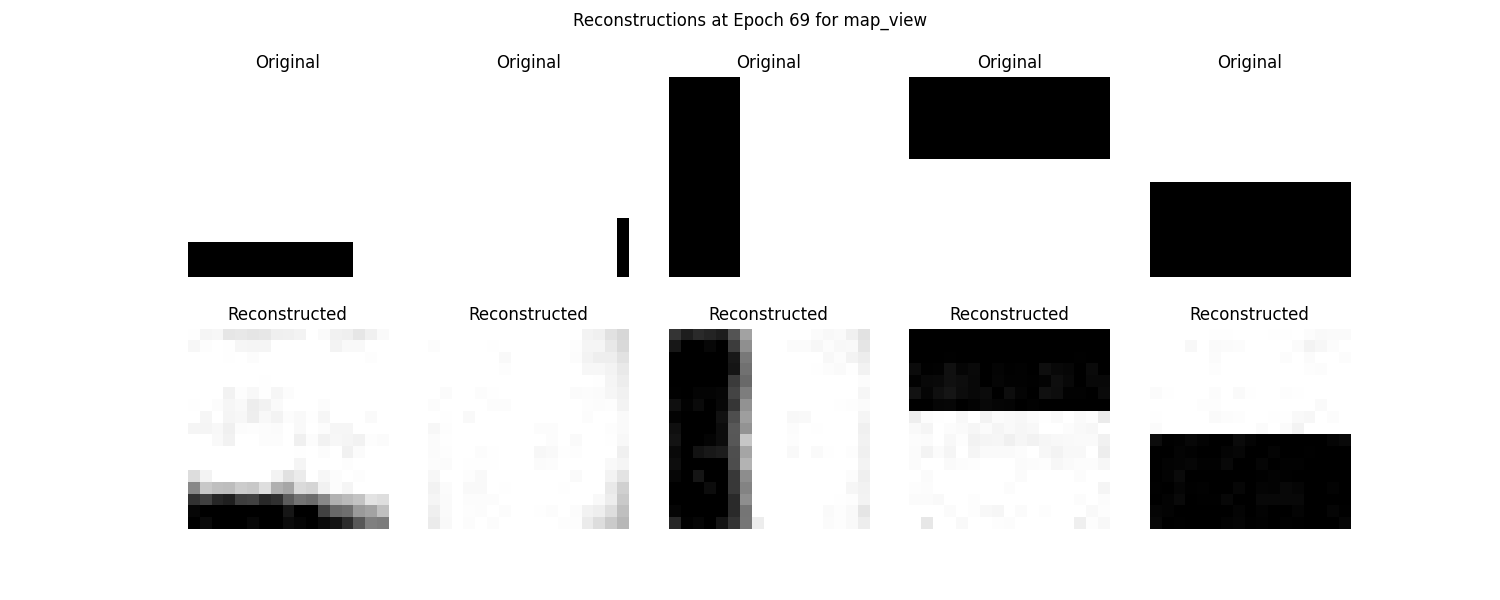 Reconstructions at Epoch 69 for map_view
Original Original Original Original Original
Reconstructed Reconstructed Reconstructed Reconstructed Reconstructed